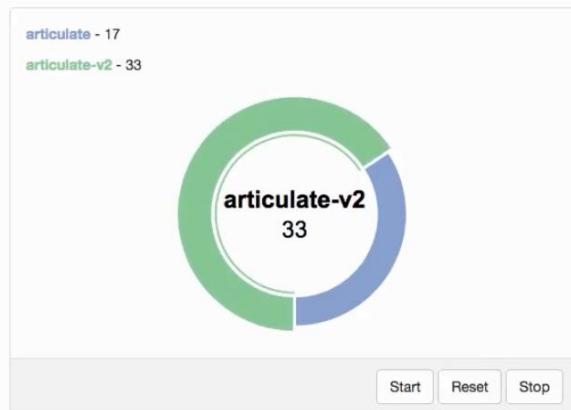 articulate - 17
articulate-v2 - 33
articulate-v2
33
Start Reset Stop